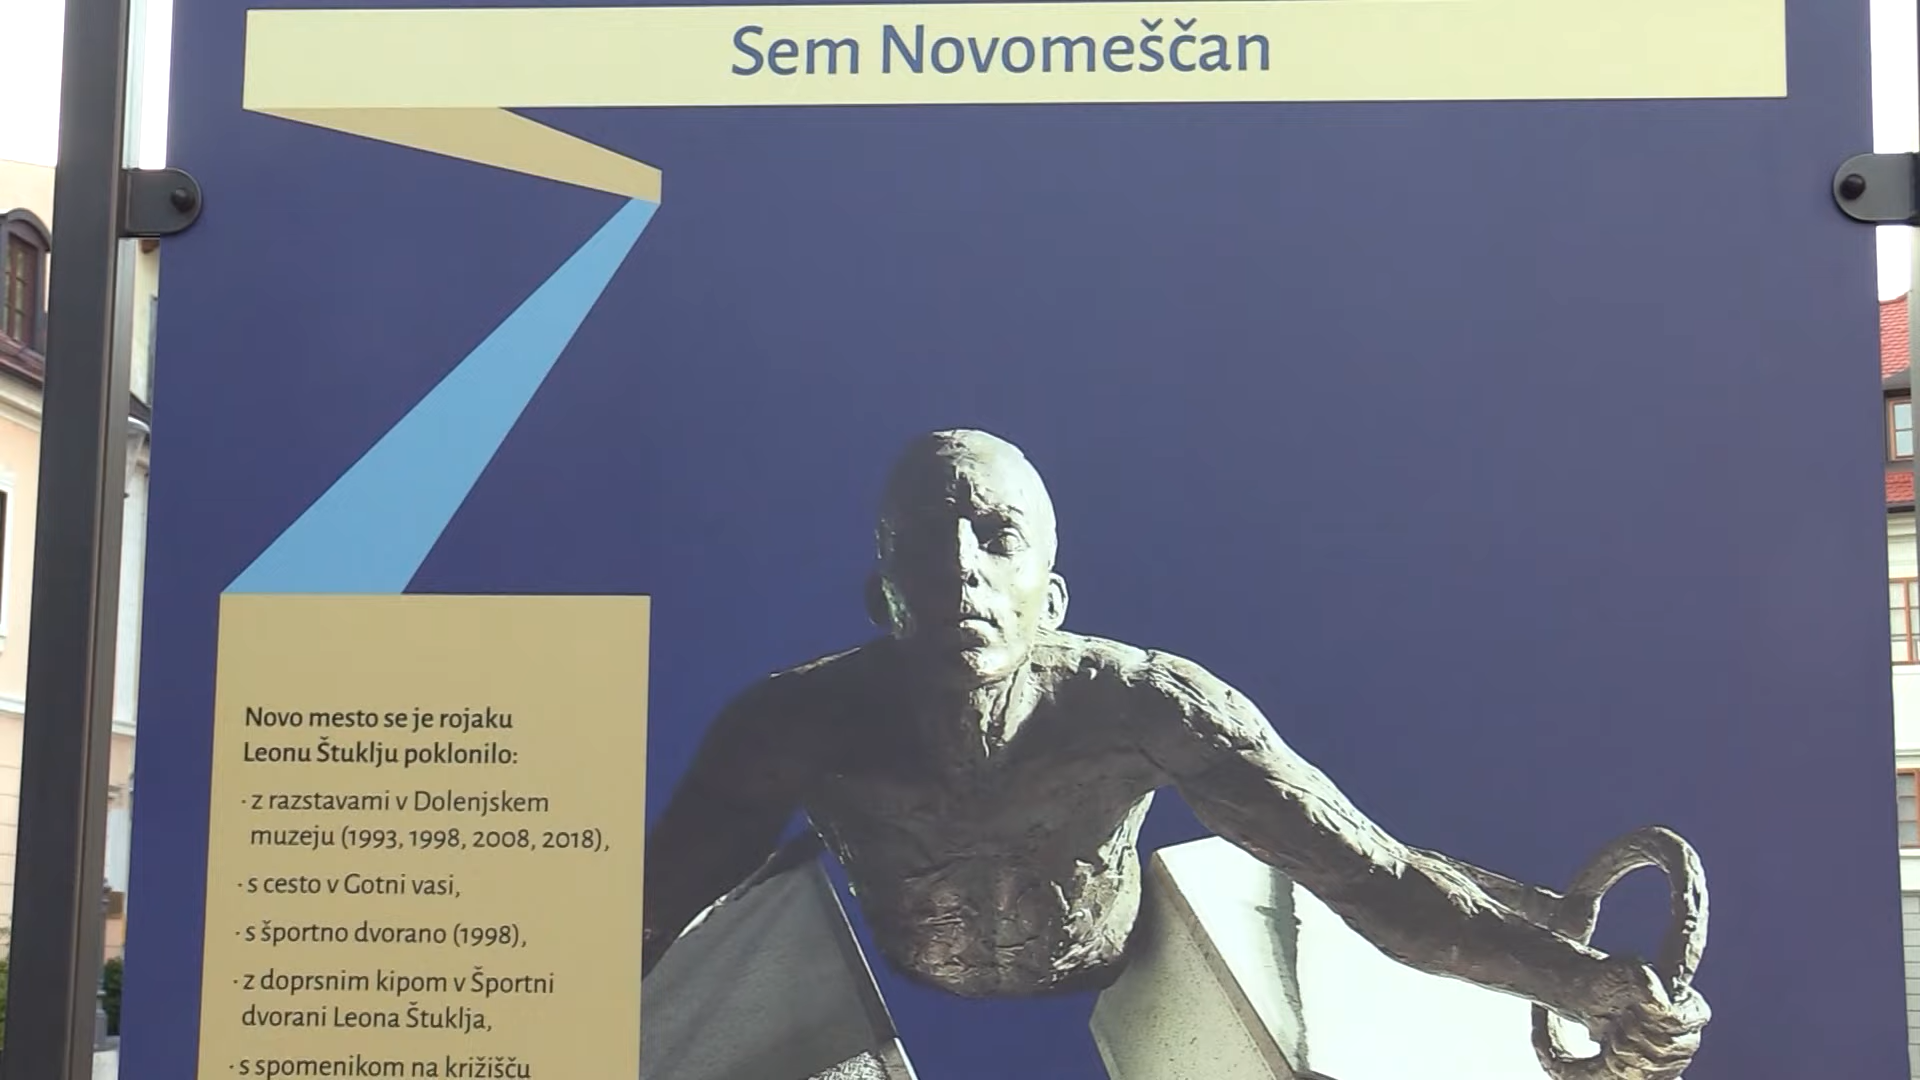 Sem Novomeščan
Novo mesto se je rojaku
Leonu Štuklju poklonilo:
· z razstavami v Dolenjskem
muzeju (1993, 1998, 2008, 2018),
· s cesto v Gotni vasi,
· s športno dvorano (1998),
· z doprsnim kipom v Športni
dvorani Leona Štuklja,
· s spomenikom na križišču